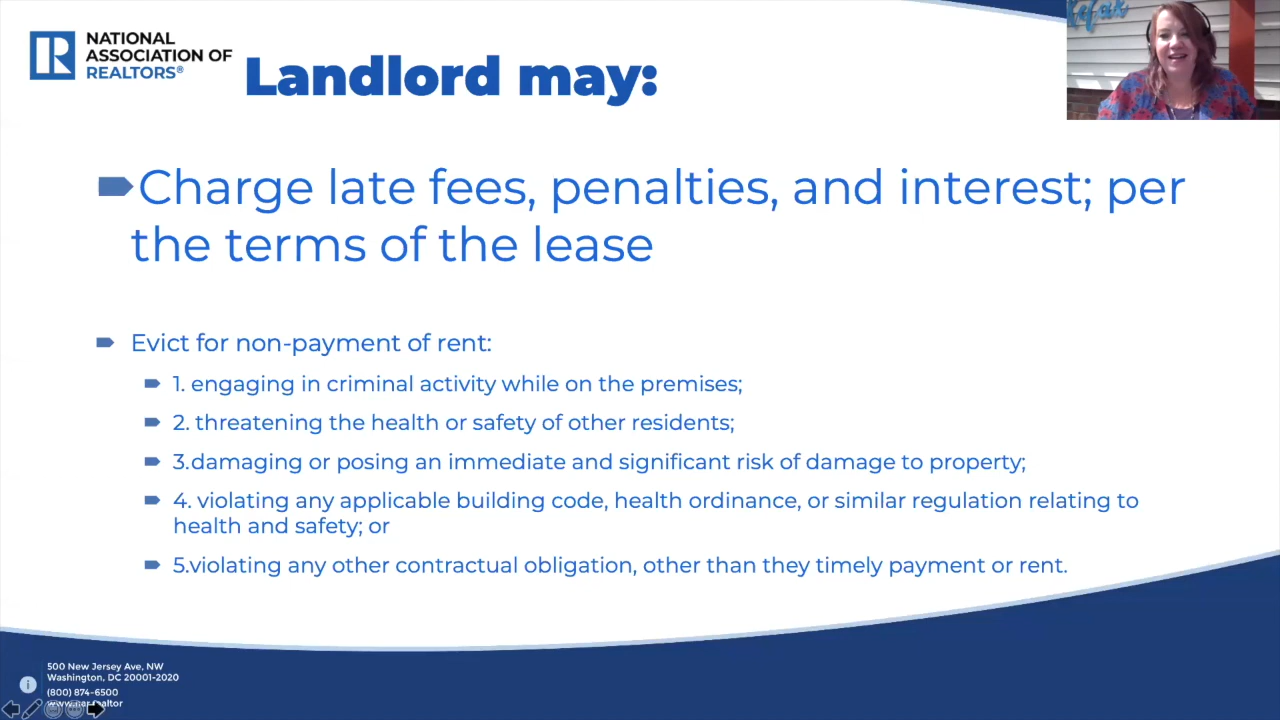 NATIONAL
ASSOCIATION OF
REALTORS®
Landlord may:
Charge late fees, penalties, and interest; per
the terms of the lease
Evict for non-payment of rent:
1. engaging in criminal activity while on the premises;
2. threatening the health or safety of other residents;
3.damaging or posing an immediate and significant risk of damage to property;
4. violating any applicable building code, health ordinance, or similar regulation relating to
health and safety; or
5.violating any other contractual obligation, other than they timely payment or rent.
500 New Jersey Ave, NW
Washington, DC 20001-2020
(800) 874-6500